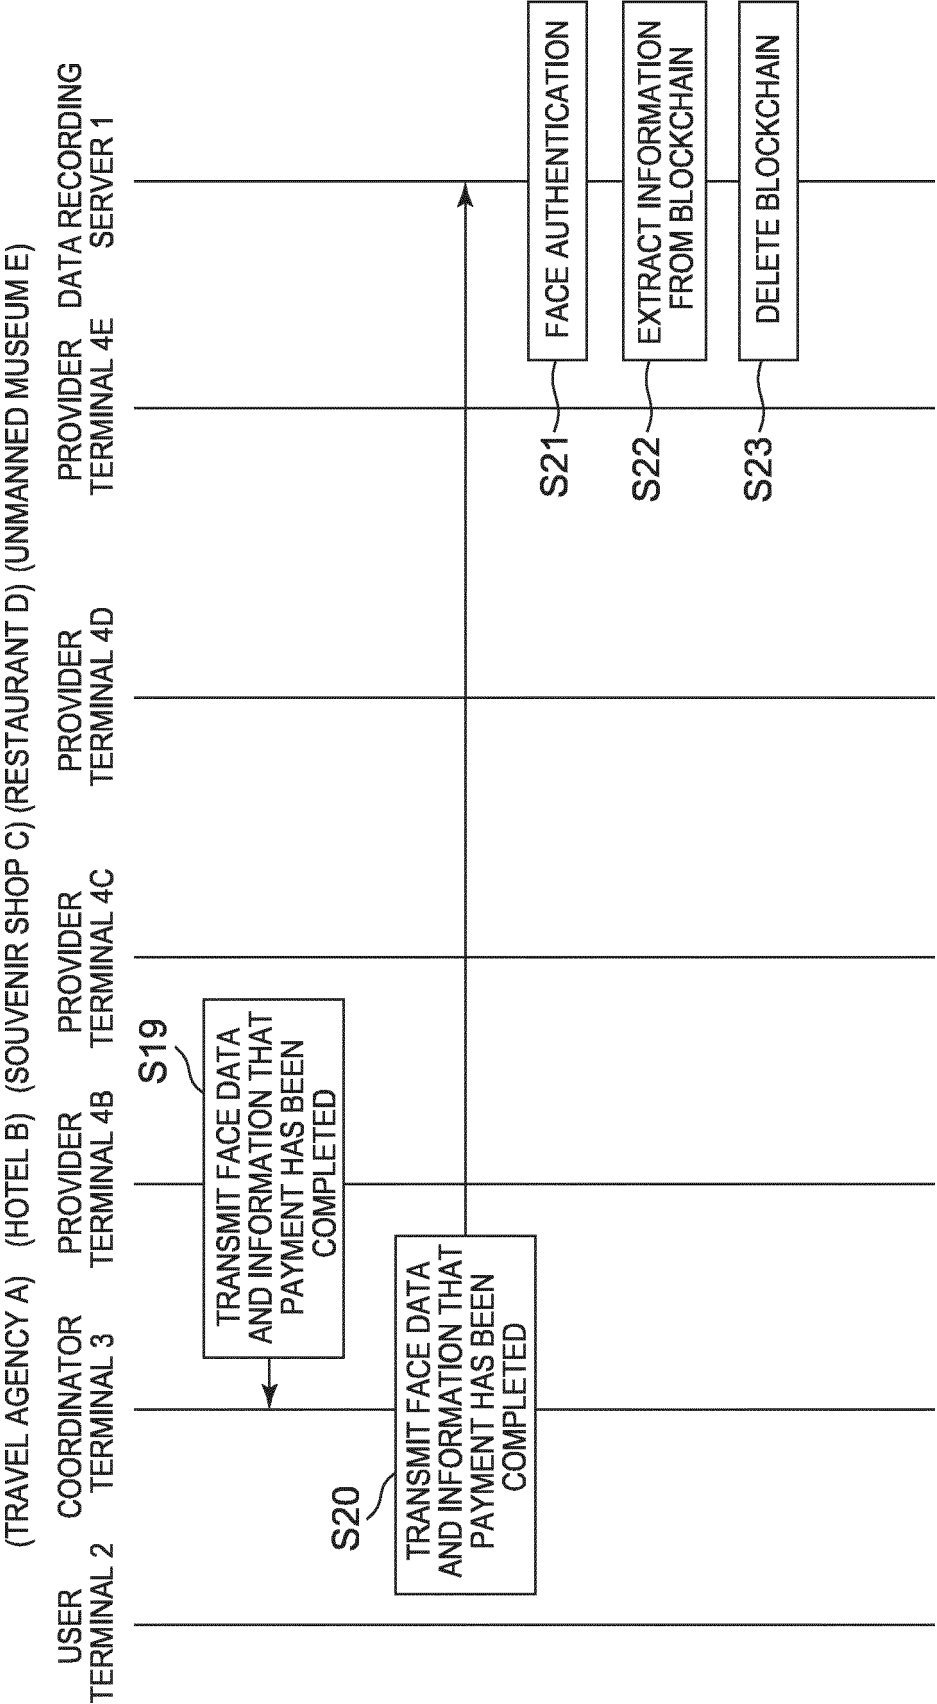 (TRAVEL AGENCY A) (HOTEL B) (SOUVENIR SHOP C) (RESTAURANT D) (UNMANNED MUSEUM E)
USER
TERMINAL 2
COORDINATOR
TERMINAL 3
PROVIDER
TERMINAL 4B
PROVIDER
TERMINAL 4C
PROVIDER
TERMINAL 4D
PROVIDER
TERMINAL 4E
DATA RECORDING
SERVER 1
S19
TRANSMIT FACE DATA
AND INFORMATION THAT
PAYMENT HAS BEEN
COMPLETED
S20
TRANSMIT FACE DATA
AND INFORMATION THAT
PAYMENT HAS BEEN
COMPLETED
S21
FACE AUTHENTICATION
S22
EXTRACT INFORMATION
FROM BLOCKCHAIN
S23
DELETE BLOCKCHAIN